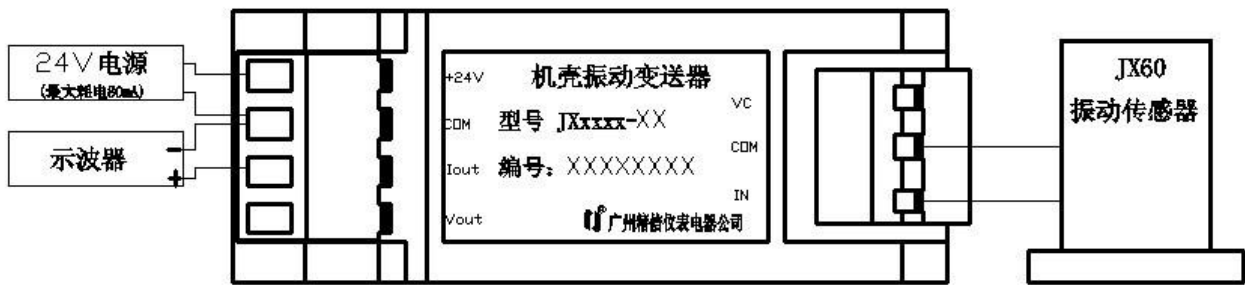 24V电源
(最大耗电80mA)
示波器
-
+
+24V
COM
Iout
Vout
机壳振动变送器
型号 JXxxxx-XX
编号: XXXXXXXX
®广州精信仪表电器公司
VC
COM
IN
JX60
振动传感器